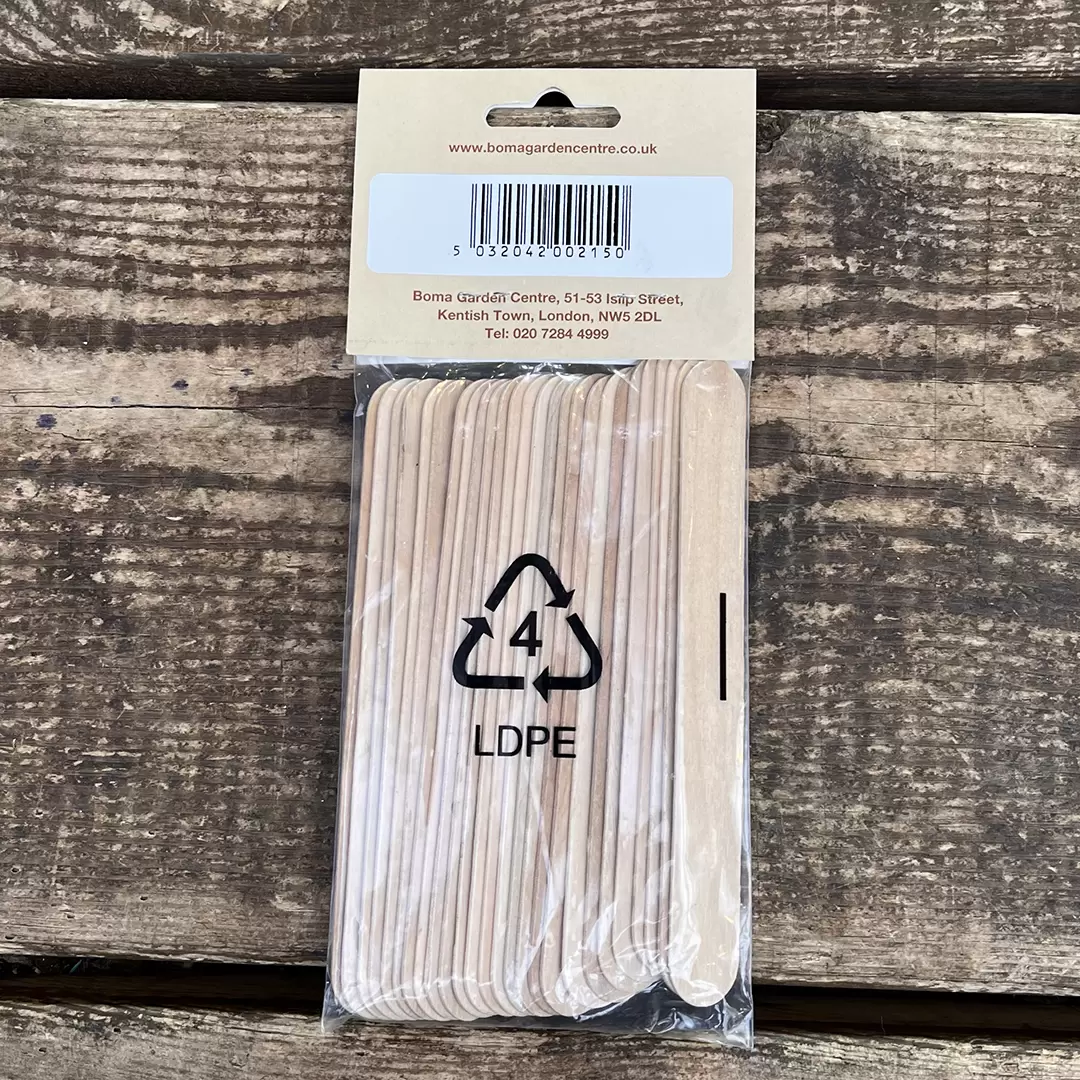 www.bomagardencentre.co.uk
5 032042 002150
Boma Garden Centre, 51-53 Islip Street,
Kentish Town, London, NW5 2DL
Tel: 020 7284 4999
4
LDPE